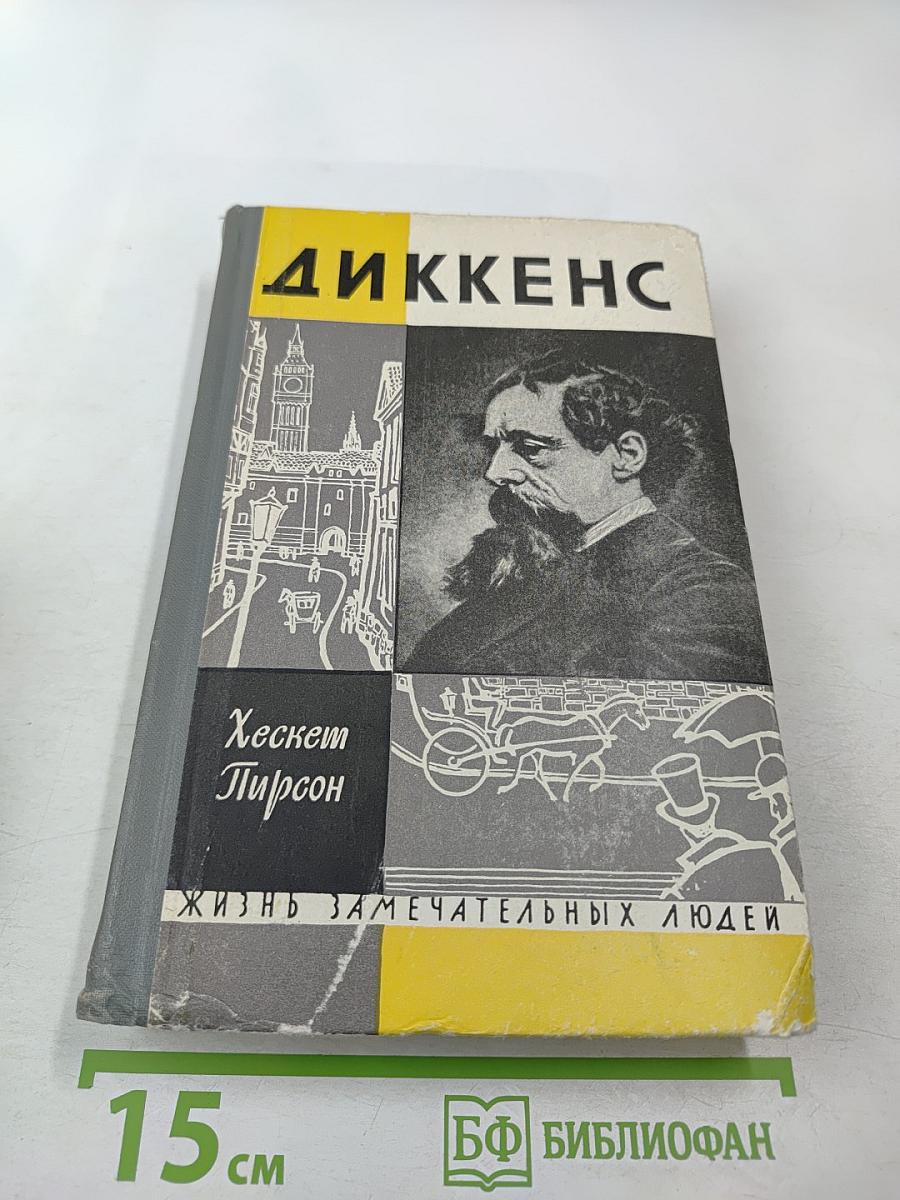 ДИККЕНС
Хескет
Пирсон
ЖИЗНЬ ЗАМЕЧАТЕЛЬНЫХ ЛЮДЕЙ
15 см
БФ БИБЛИОФАН